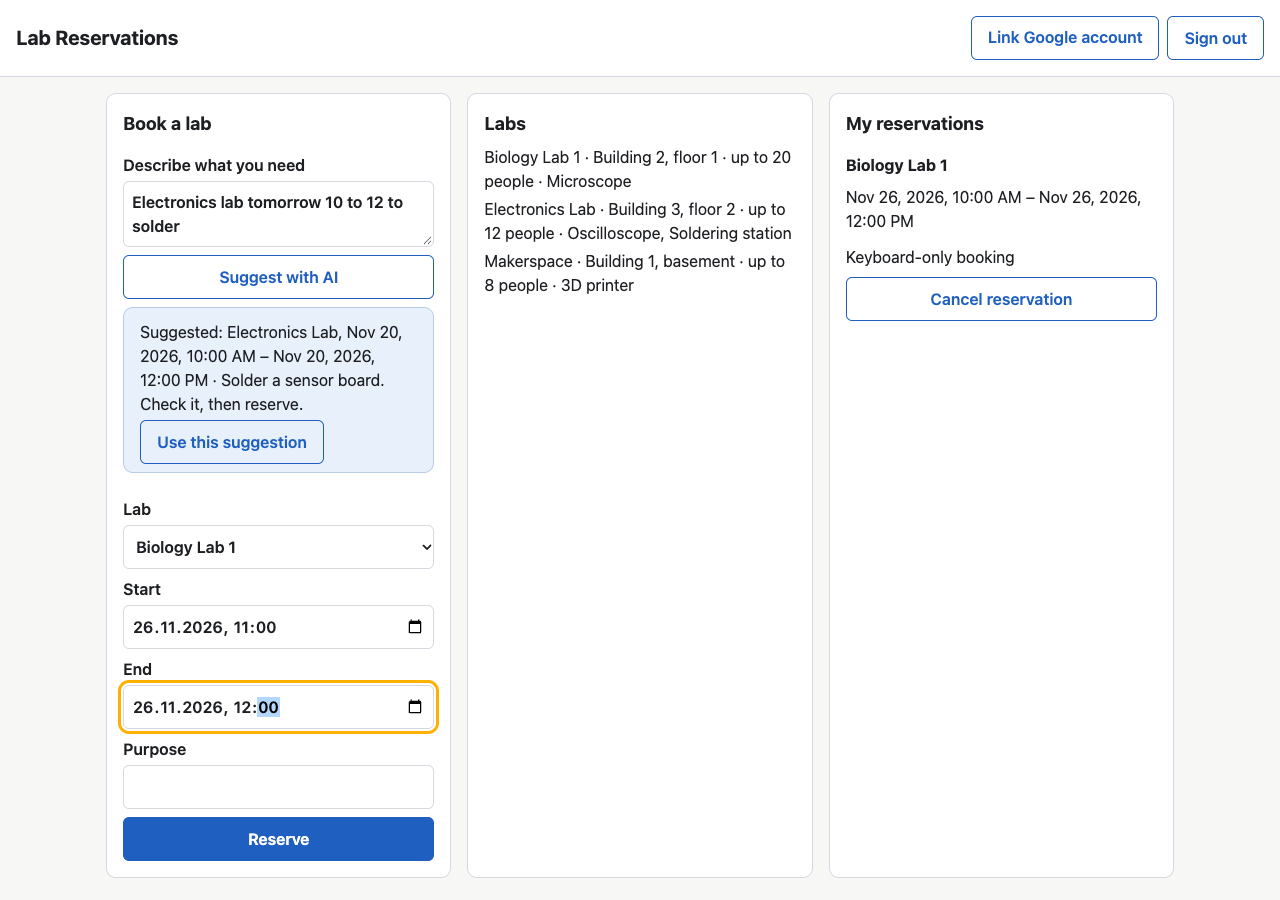 Lab Reservations
Link Google account
Sign out
Book a lab
Describe what you need
Electronics lab tomorrow 10 to 12 to
solder
Suggest with AI
Suggested: Electronics Lab, Nov 20,
2026, 10:00 AM – Nov 20, 2026,
12:00 PM · Solder a sensor board.
Check it, then reserve.
Use this suggestion
Lab
Biology Lab 1
Start
26.11.2026, 11:00
End
26.11.2026, 12:00
Purpose
Reserve
Labs
Biology Lab 1 · Building 2, floor 1 · up to 20
people · Microscope
Electronics Lab · Building 3, floor 2 · up to
12 people · Oscilloscope, Soldering station
Makerspace · Building 1, basement · up to
8 people · 3D printer
My reservations
Biology Lab 1
Nov 26, 2026, 10:00 AM – Nov 26, 2026,
12:00 PM
Keyboard-only booking
Cancel reservation